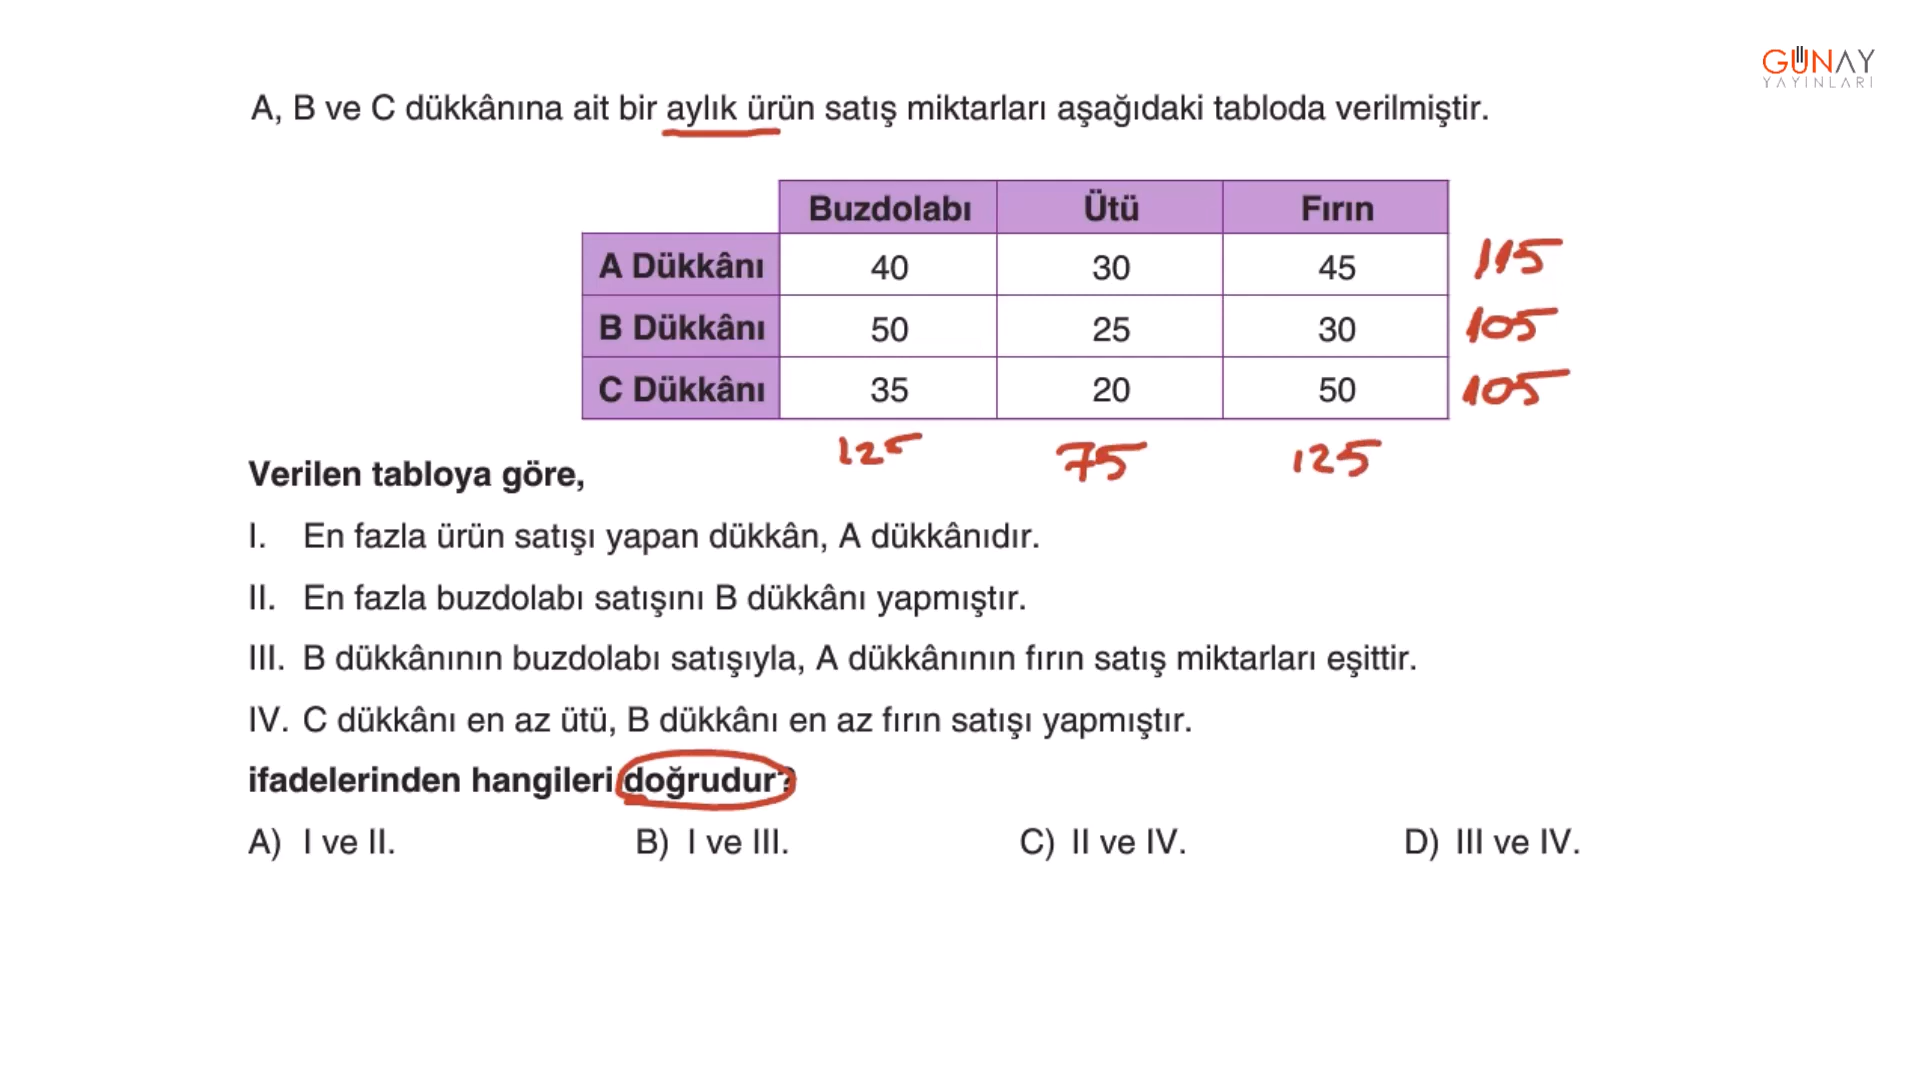 GÜNAY
YAYINLARI
A, B ve C dükkânına ait bir aylık ürün satış miktarları aşağıdaki tabloda verilmiştir.
Buzdolabı Ütü Fırın
A Dükkânı 40 30 45 115
B Dükkânı 50 25 30 105
C Dükkânı 35 20 50 105
125 75 125
Verilen tabloya göre,
I. En fazla ürün satışı yapan dükkân, A dükkânıdır.
II. En fazla buzdolabı satışını B dükkânı yapmıştır.
III. B dükkânının buzdolabı satışıyla, A dükkânının fırın satış miktarları eşittir.
IV. C dükkânı en az ütü, B dükkânı en az fırın satışı yapmıştır.
ifadelerinden hangileri doğrudur?
A) I ve II. B) I ve III. C) II ve IV. D) III ve IV.